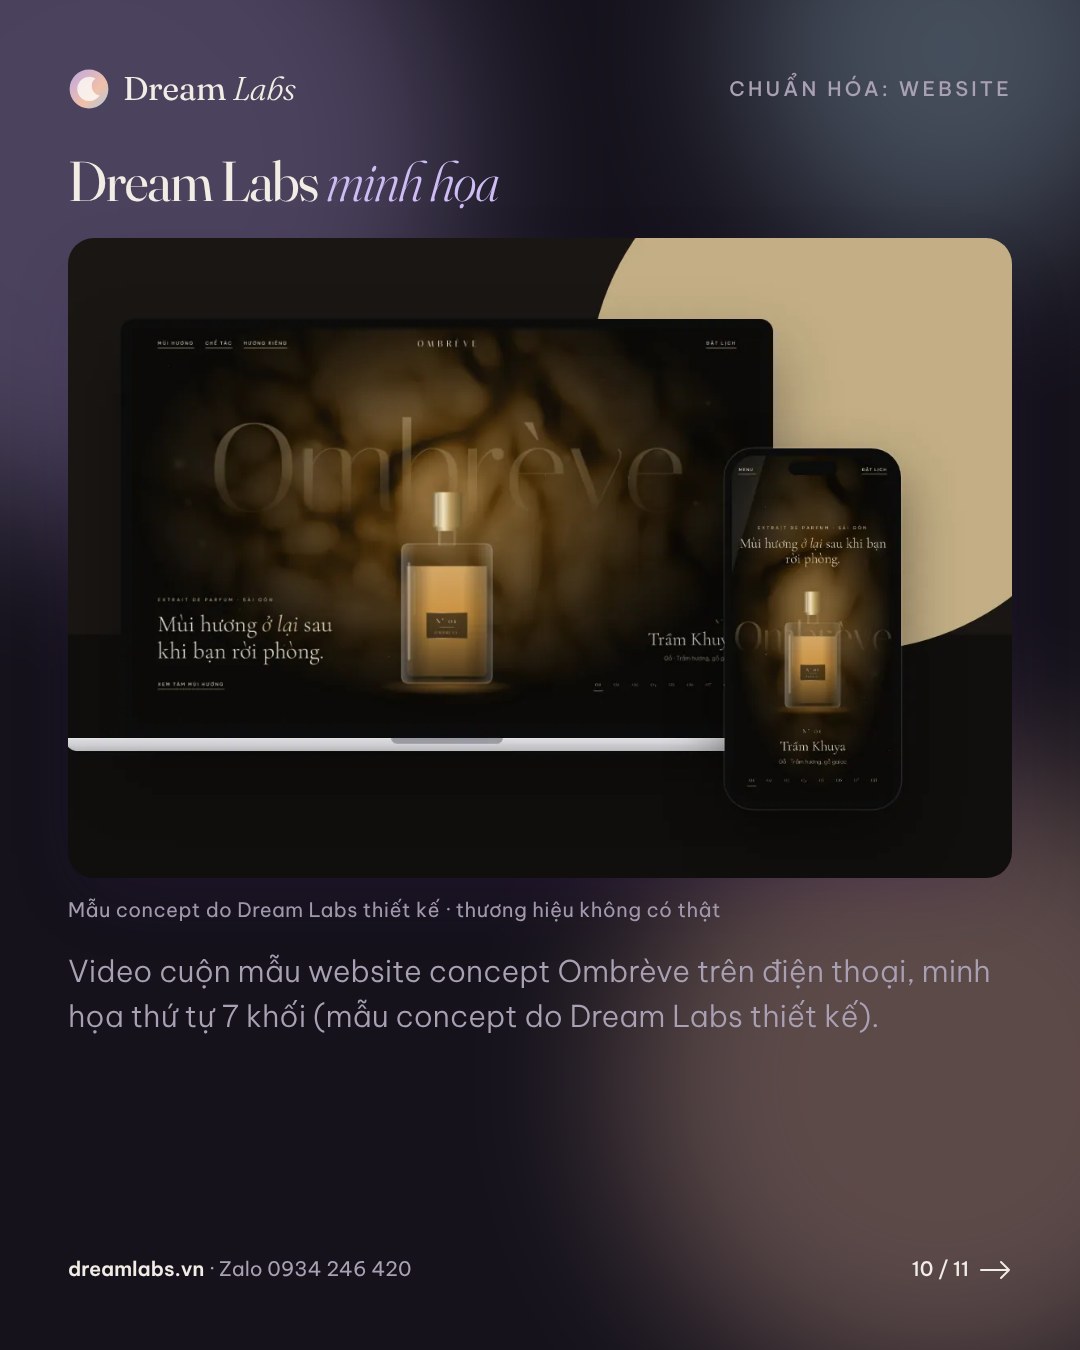 Dream Labs
CHUẨN HÓA: WEBSITE
Dream Labs minh họa
MÙI HƯƠNG CHẾ TÁC HƯƠNG RIÊNG
OMBRÈVE
ĐẶT LỊCH
Ombrève
EXTRAIT DE PARFUM · SÀI GÒN
Mùi hương ở lại sau
khi bạn rời phòng.
XEM TÁM MÙI HƯƠNG
Trầm Khuy
MENU
ĐẶT LỊCH
EXTRAIT DE PARFUM · SÀI GÒN
Mùi hương ở lại sau khi bạn
rời phòng.
Ombrève
Trầm Khuya
Mẫu concept do Dream Labs thiết kế · thương hiệu không có thật
Video cuộn mẫu website concept Ombrève trên điện thoại, minh
họa thứ tự 7 khối (mẫu concept do Dream Labs thiết kế).
dreamlabs.vn · Zalo 0934 246 420
10 / 11